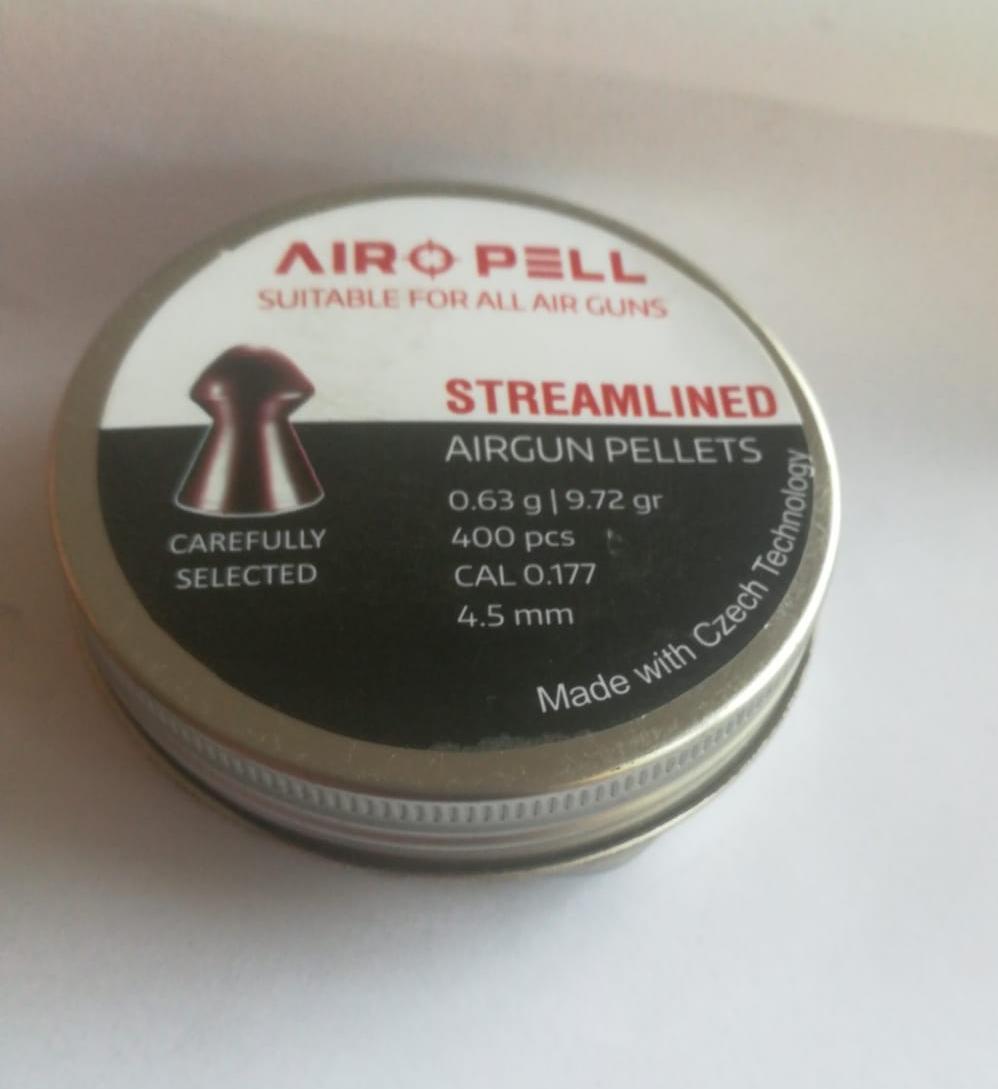 AIRO PELL
SUITABLE FOR ALL AIR GUNS
STREAMLINED
AIRGUN PELLETS
0.63 g | 9.72 gr
400 pcs
CAL 0.177
4.5 mm
CAREFULLY
SELECTED
Made with Czech Technology